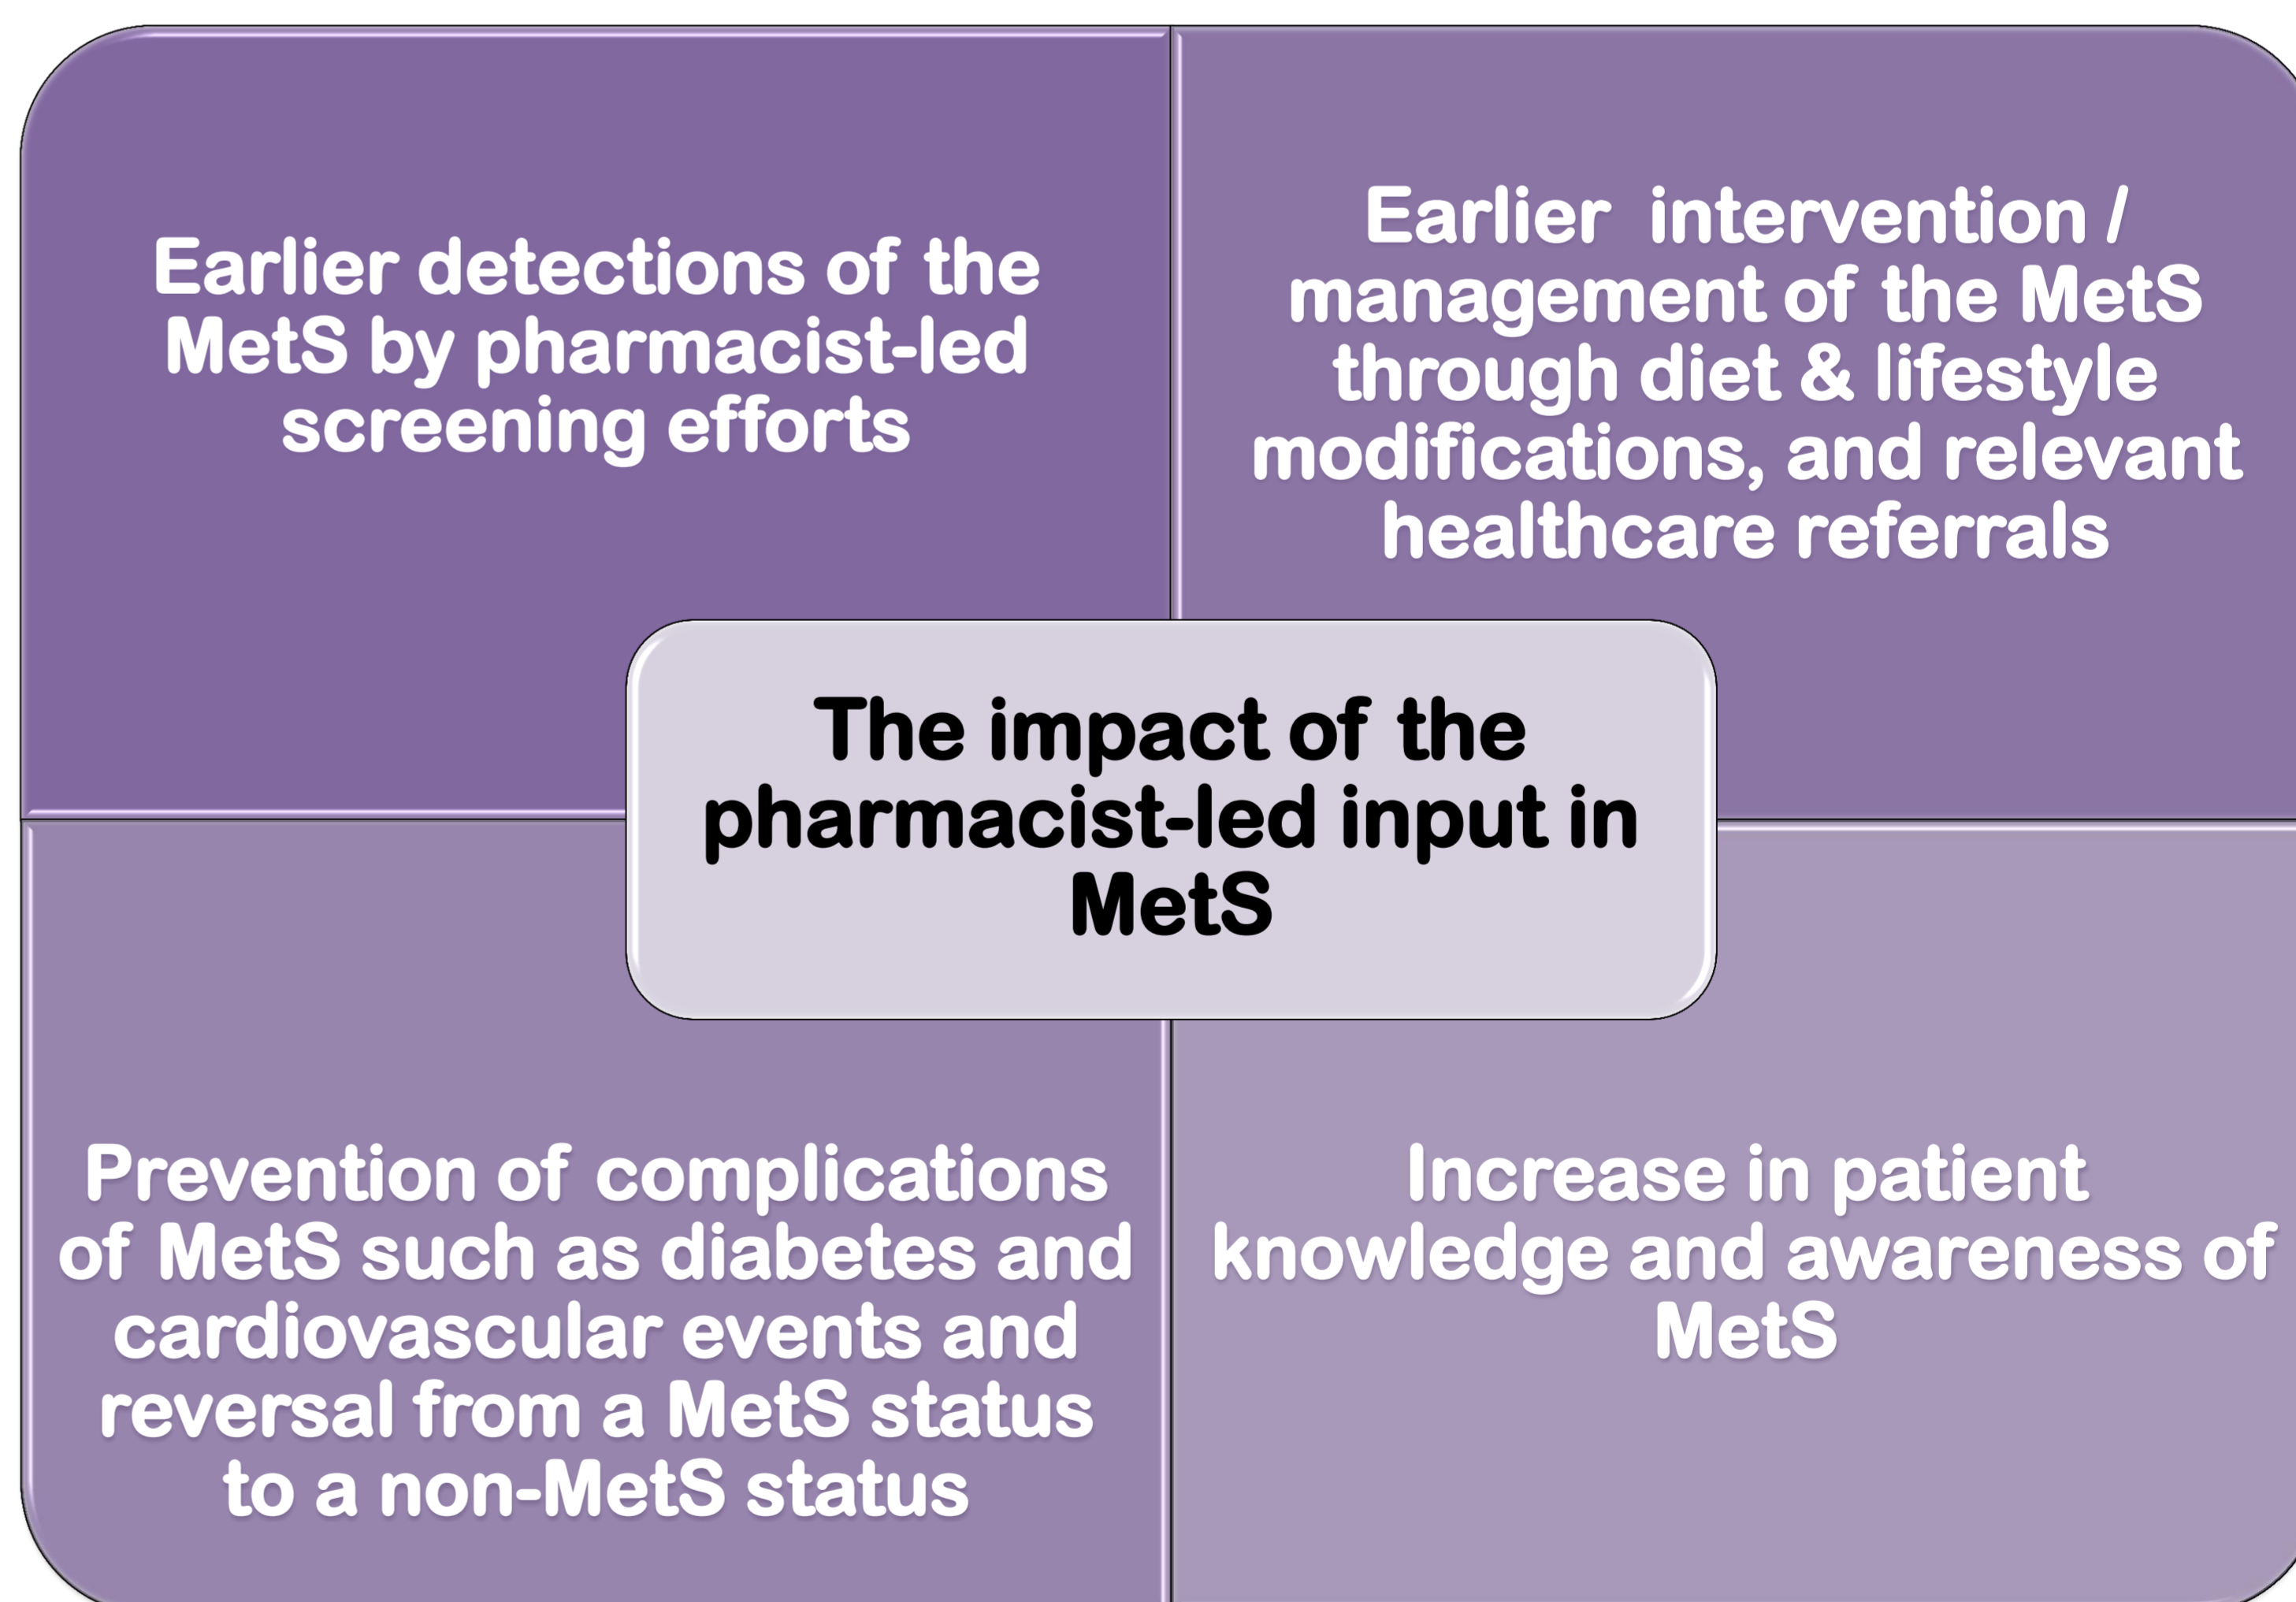 Earlier detections of the
MetS by pharmacist-led
screening efforts
Earlier intervention /
management of the MetS
through diet & lifestyle
modifications, and relevant
healthcare referrals
The impact of the
pharmacist-led input in
MetS
Prevention of complications
of MetS such as diabetes and
cardiovascular events and
reversal from a MetS status
to a non-MetS status
Increase in patient
knowledge and awareness of
MetS